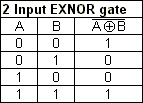 2 Input EXNOR gate
A B A⊕B̅
0 0 1
0 1 0
1 0 0
1 1 1